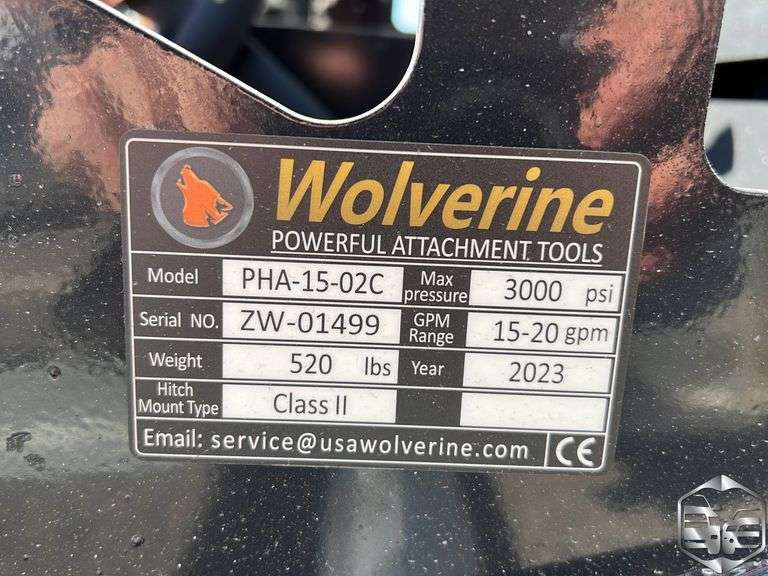 Wolverine
POWERFUL ATTACHMENT TOOLS
Model PHA-15-02C Max pressure 3000 psi
Serial NO. ZW-01499 GPM Range 15-20 gpm
Weight 520 lbs Year 2023
Hitch Mount Type Class II
Email: service@usawolverine.com CE